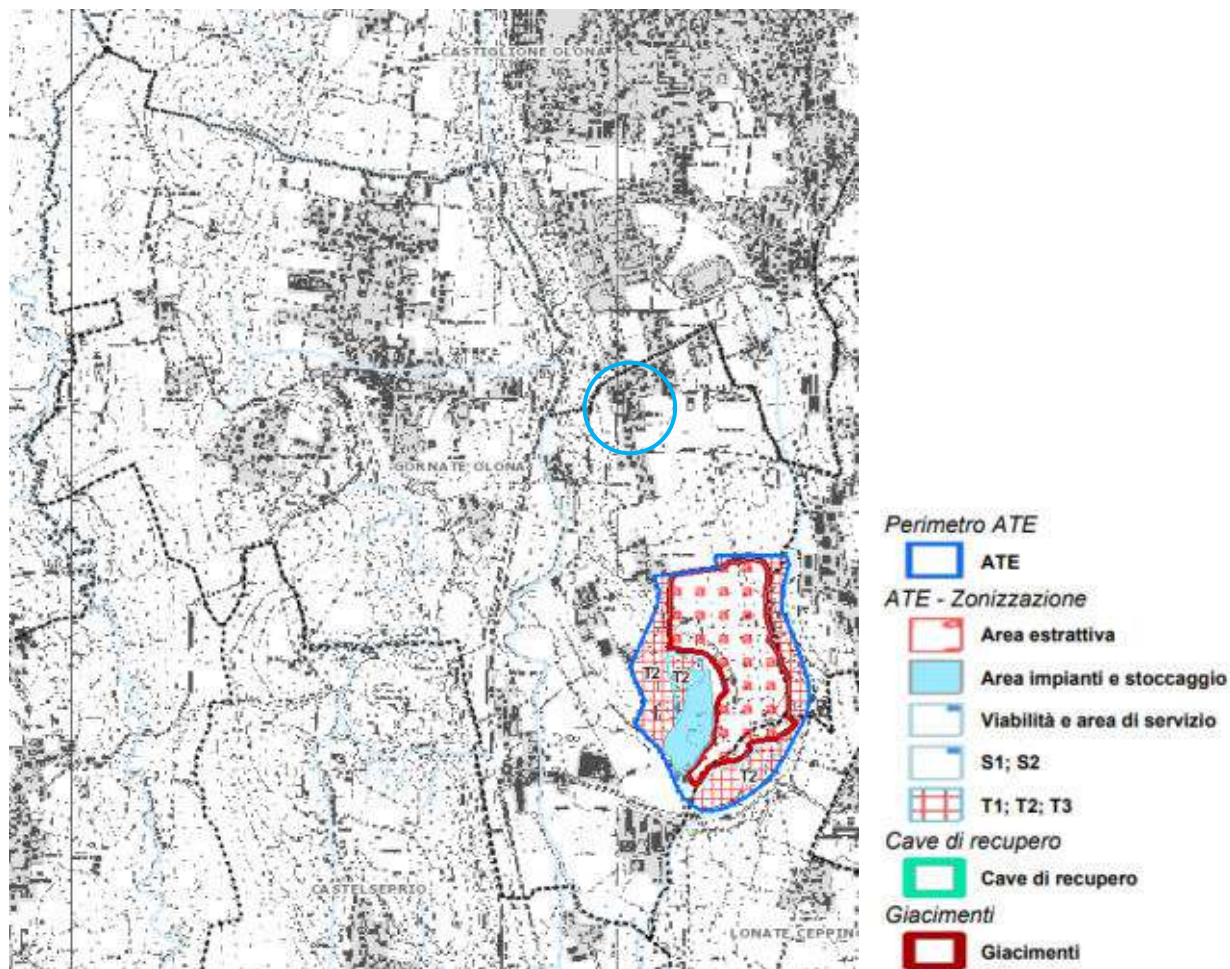 CASTIGLIONE OLONA
GORNATE OLONA
T2
T2
T2
CASTELSEPRIO
LONATE CEPPIN
Perimetro ATE
ATE
ATE - Zonizzazione
Area estrattiva
Area impianti e stoccaggio
Viabilità e area di servizio
S1; S2
T1; T2; T3
Cave di recupero
Cave di recupero
Giacimenti
Giacimenti